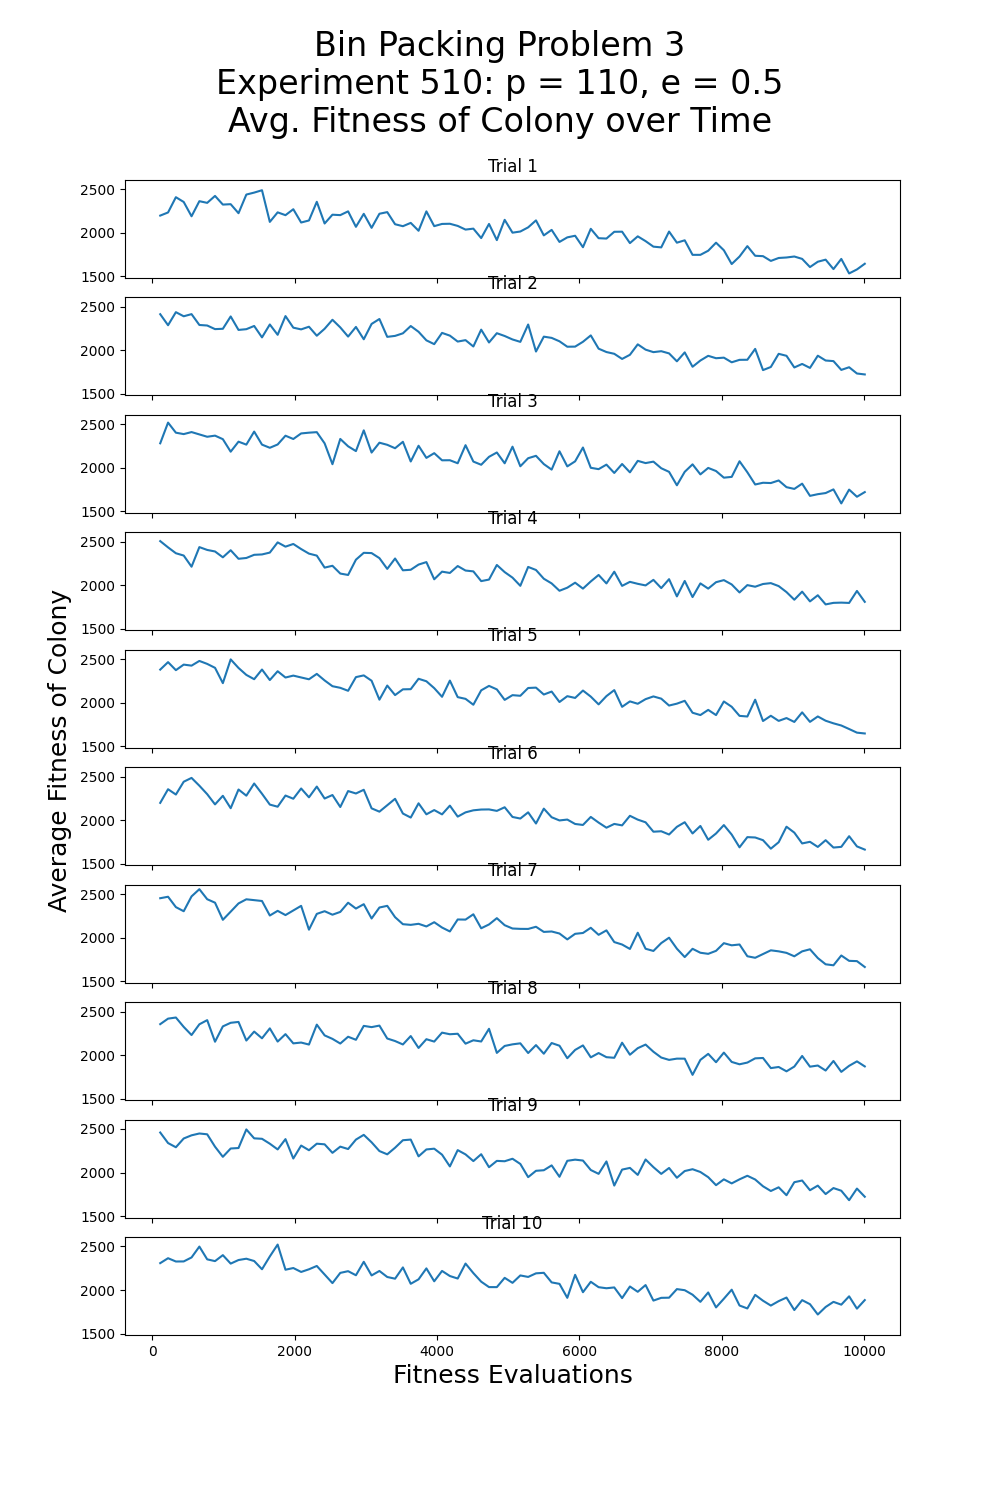 Bin Packing Problem 3
Experiment 510: p = 110, e = 0.5
Avg. Fitness of Colony over Time
Average Fitness of Colony
Trial 1
2500
2000
1500
Trial 2
2500
2000
1500
Trial 3
2500
2000
1500
Trial 4
2500
2000
1500
Trial 5
2500
2000
1500
Trial 6
2500
2000
1500
Trial 7
2500
2000
1500
Trial 8
2500
2000
1500
Trial 9
2500
2000
1500
Trial 10
2500
2000
1500
0 2000 4000 6000 8000 10000
Fitness Evaluations